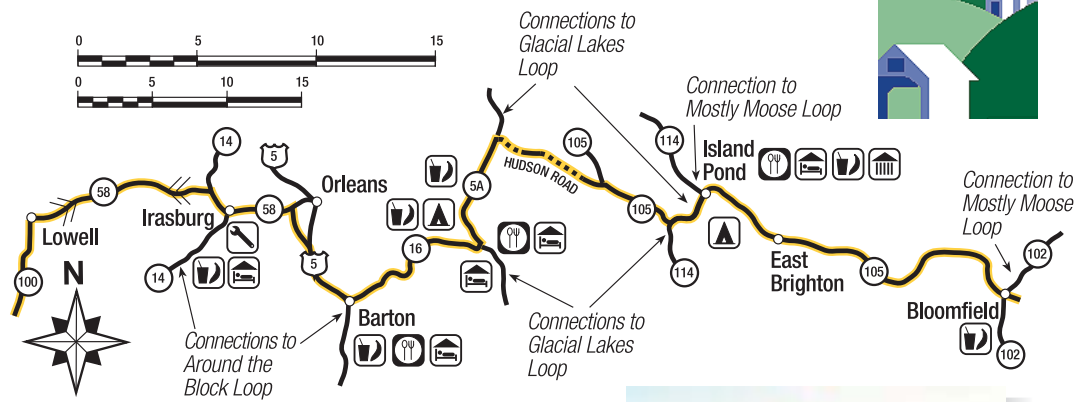 0 5 10 15
0 5 10 15
Connections to
Glacial Lakes
Loop
Connection to
Mostly Moose Loop
14
5
105
114
Island
Pond
HUDSON ROAD
58
Orleans
5A
Connection to
Mostly Moose
Loop
Irasburg
58
105
Lowell
16
102
N
14
5
114
East
Brighton
105
100
Bloomfield
Barton
102
Connections to
Around the
Block Loop
Connections to
Glacial Lakes
Loop